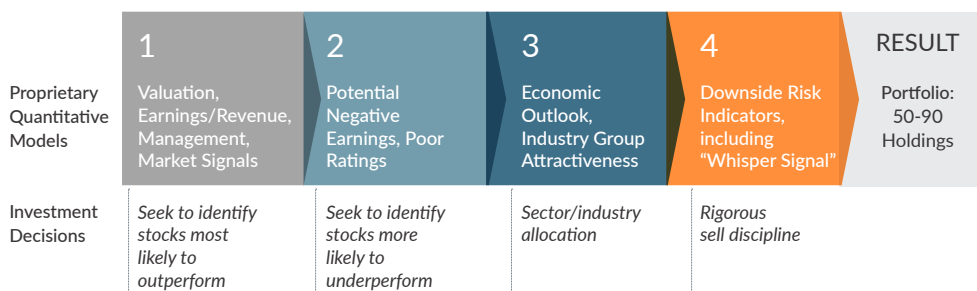 1
2
3
4
RESULT
Proprietary
Quantitative
Models
Valuation,
Earnings/Revenue,
Management,
Market Signals
Potential
Negative
Earnings, Poor
Ratings
Economic
Outlook,
Industry Group
Attractiveness
Downside Risk
Indicators,
including
“Whisper Signal”
Portfolio:
50-90
Holdings
Investment
Decisions
Seek to identify
stocks most
likely to
outperform
Seek to identify
stocks more
likely to
underperform
Sector/industry
allocation
Rigorous
sell discipline